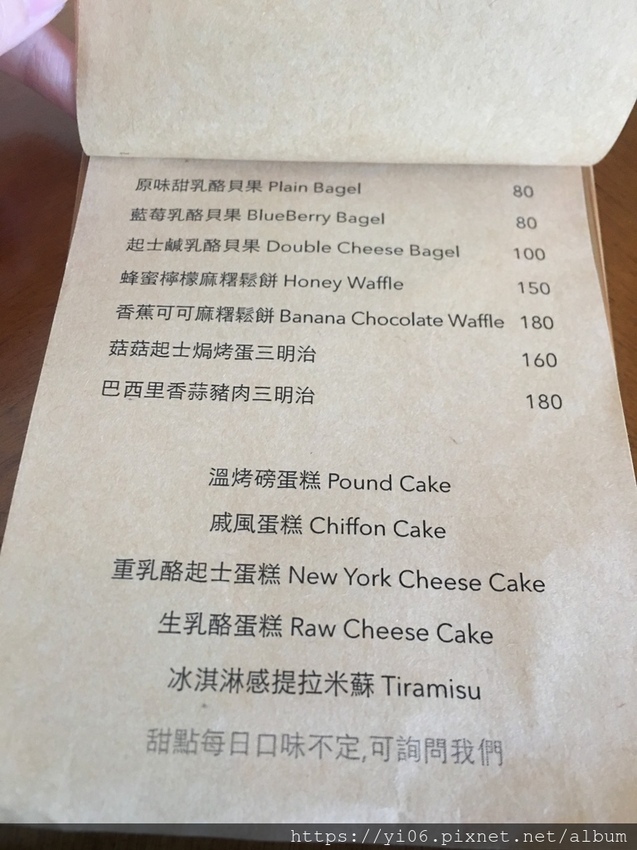 原味甜乳酪貝果 Plain Bagel 80
藍莓乳酪貝果 BlueBerry Bagel 80
起士鹹乳酪貝果 Double Cheese Bagel 100
蜂蜜檸檬麻糬鬆餅 Honey Waffle 150
香蕉可可麻糬鬆餅 Banana Chocolate Waffle 180
菇菇起士焗烤蛋三明治 160
巴西里香蒜豬肉三明治 180
溫烤磅蛋糕 Pound Cake
戚風蛋糕 Chiffon Cake
重乳酪起士蛋糕 New York Cheese Cake
生乳酪蛋糕 Raw Cheese Cake
冰淇淋感提拉米蘇 Tiramisu
甜點每日口味不定,可詢問我們
https://yi06.pixnet.net/album